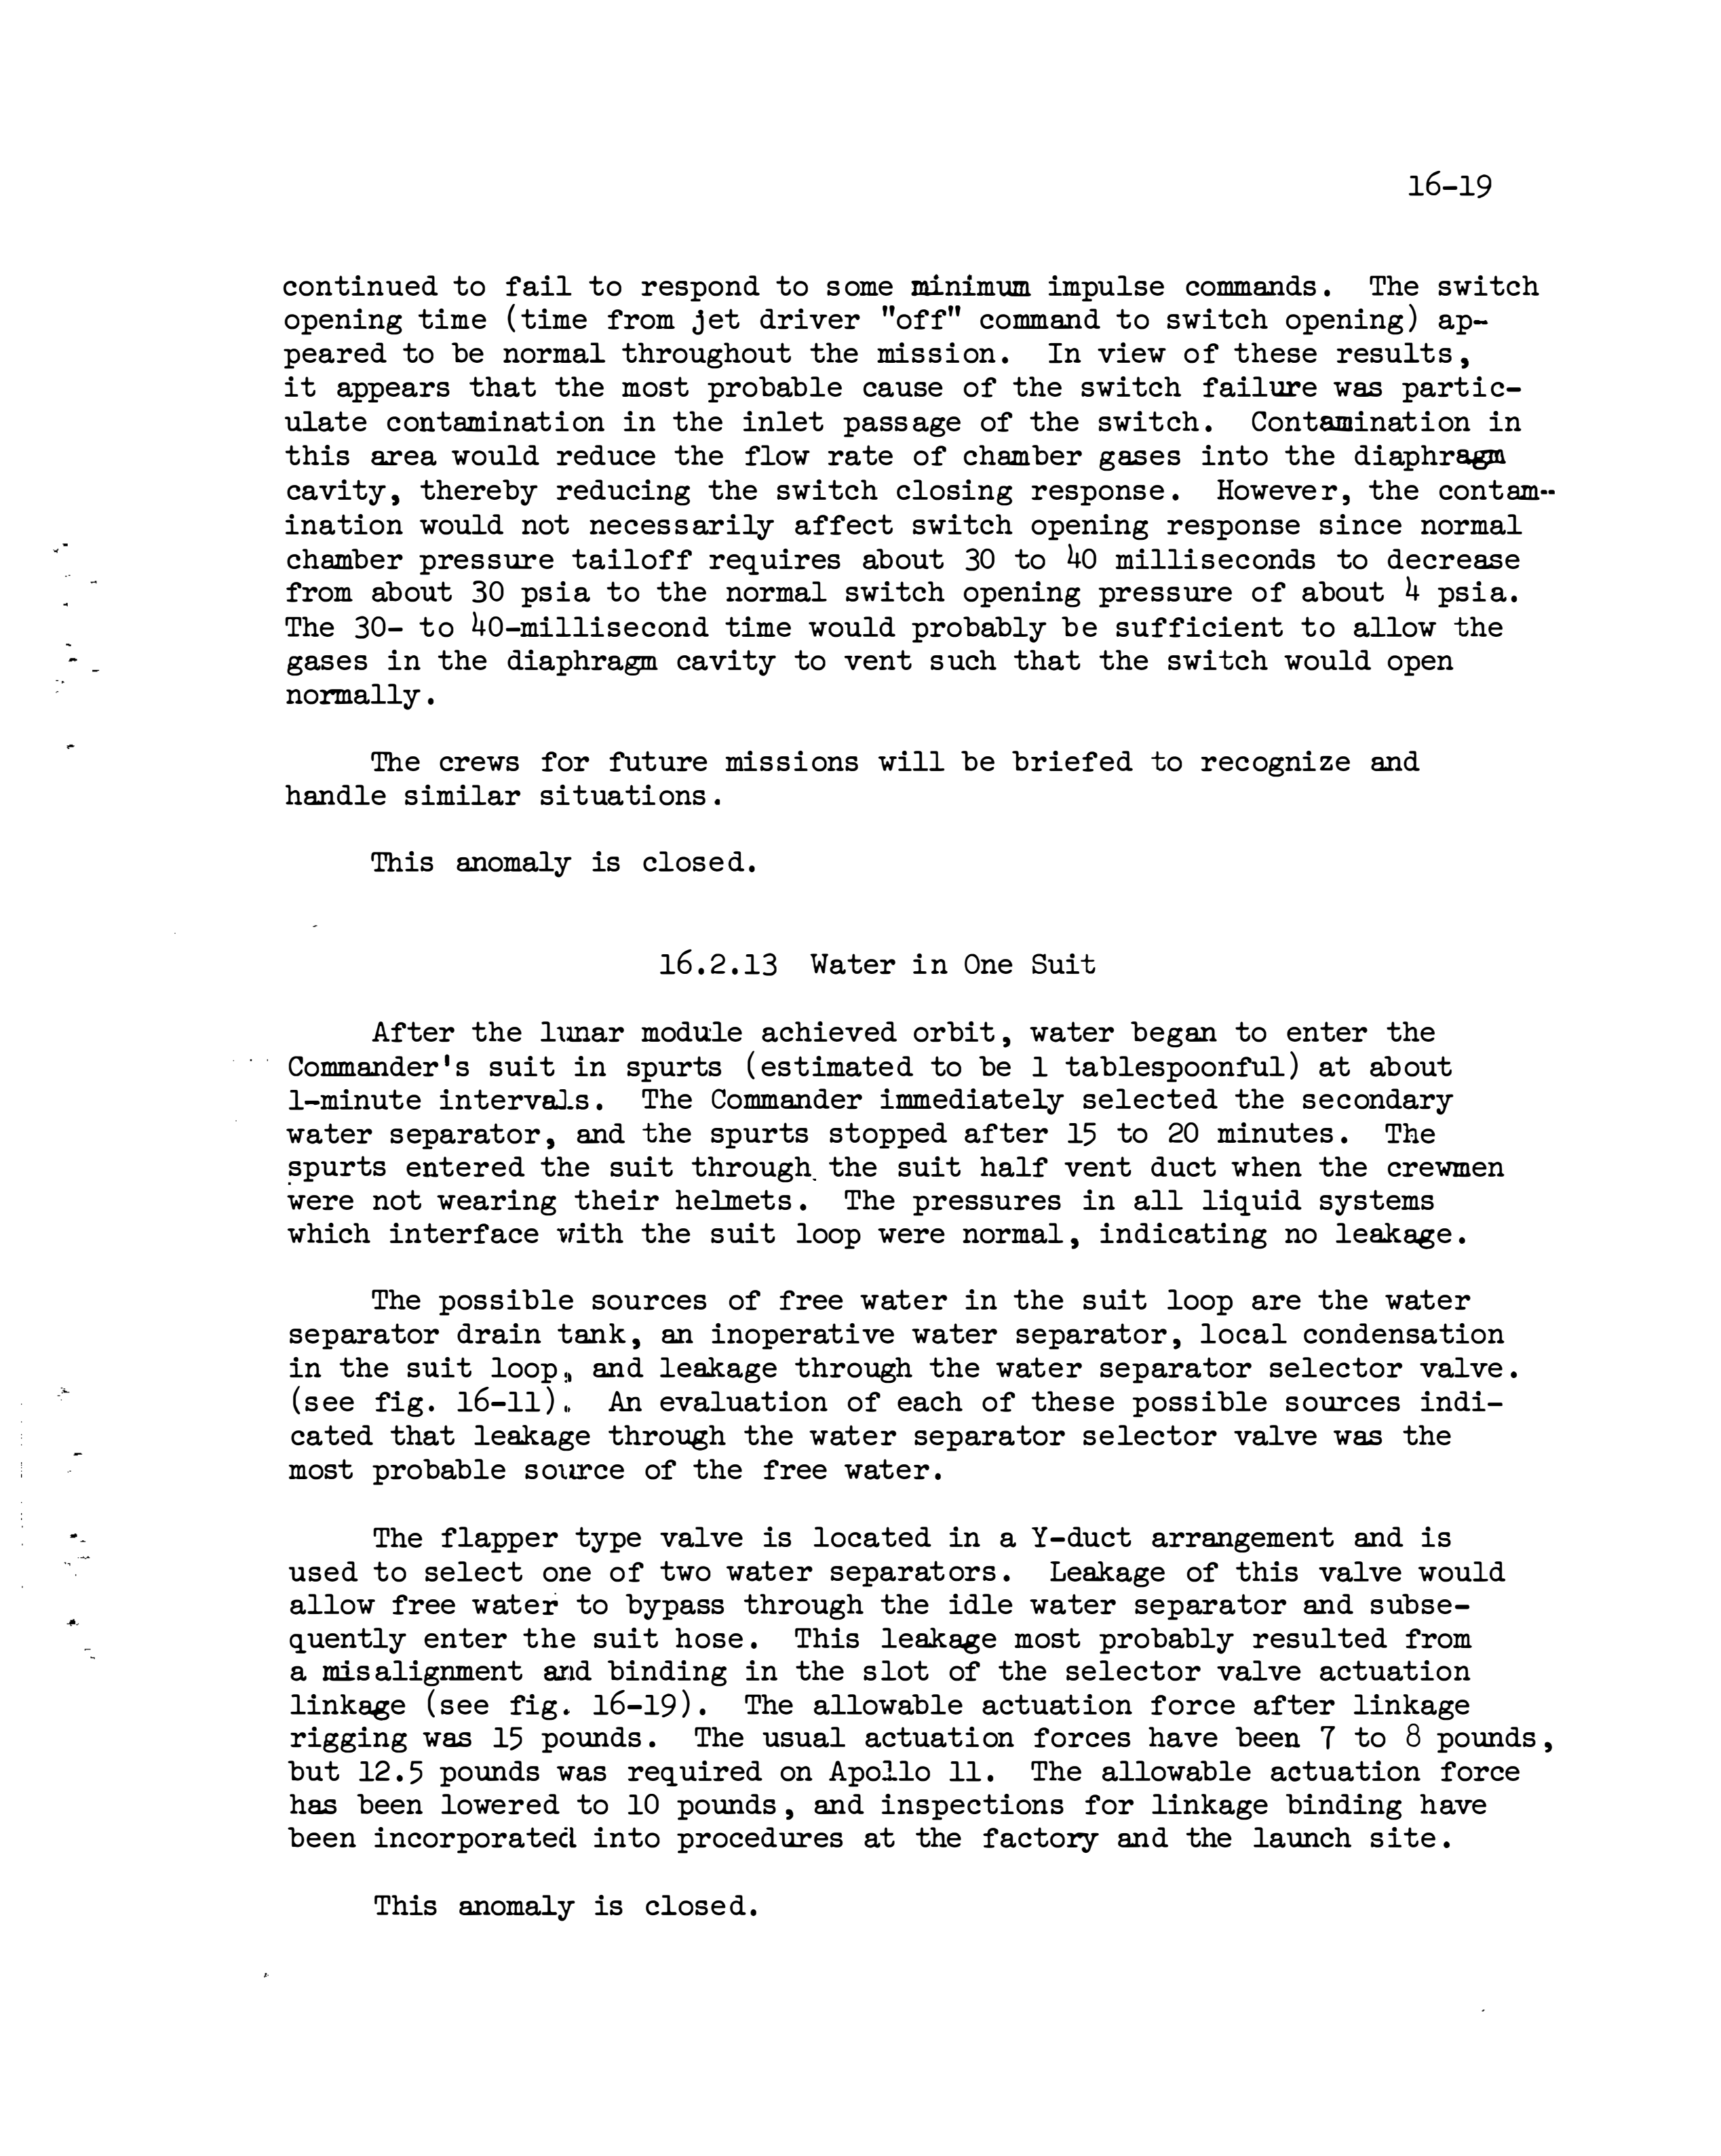 16-19
continued to fail to respond to some minimum impulse commands. The switch
opening time (time from jet driver "off" command to switch opening) ap-
peared to be normal throughout the mission. In view of these results,
it appears that the most probable cause of the switch failure was partic-
ulate contamination in the inlet passage of the switch. Contamination in
this area would reduce the flow rate of chamber gases into the diaphragm
cavity, thereby reducing the switch closing response. However, the contam-
ination would not necessarily affect switch opening response since normal
chamber pressure tailoff requires about 30 to 40 milliseconds to decrease
from about 30 psia to the normal switch opening pressure of about 4 psia.
The 30- to 40-millisecond time would probably be sufficient to allow the
gases in the diaphragm cavity to vent such that the switch would open
normally.
The crews for future missions will be briefed to recognize and
handle similar situations.
This anomaly is closed.
16.2.13 Water in One Suit
After the lunar module achieved orbit, water began to enter the
Commander's suit in spurts (estimated to be 1 tablespoonful) at about
1-minute intervals. The Commander immediately selected the secondary
water separator, and the spurts stopped after 15 to 20 minutes. The
spurts entered the suit through the suit half vent duct when the crewmen
were not wearing their helmets. The pressures in all liquid systems
which interface with the suit loop were normal, indicating no leakage.
The possible sources of free water in the suit loop are the water
separator drain tank, an inoperative water separator, local condensation
in the suit loop, and leakage through the water separator selector valve.
(see fig. 16-11). An evaluation of each of these possible sources indi-
cated that leakage through the water separator selector valve was the
most probable source of the free water.
The flapper type valve is located in a Y-duct arrangement and is
used to select one of two water separators. Leakage of this valve would
allow free water to bypass through the idle water separator and subse-
quently enter the suit hose. This leakage most probably resulted from
a misalignment and binding in the slot of the selector valve actuation
linkage (see fig. 16-19). The allowable actuation force after linkage
rigging was 15 pounds. The usual actuation forces have been 7 to 8 pounds,
but 12.5 pounds was required on Apollo 11. The allowable actuation force
has been lowered to 10 pounds, and inspections for linkage binding have
been incorporated into procedures at the factory and the launch site.
This anomaly is closed.